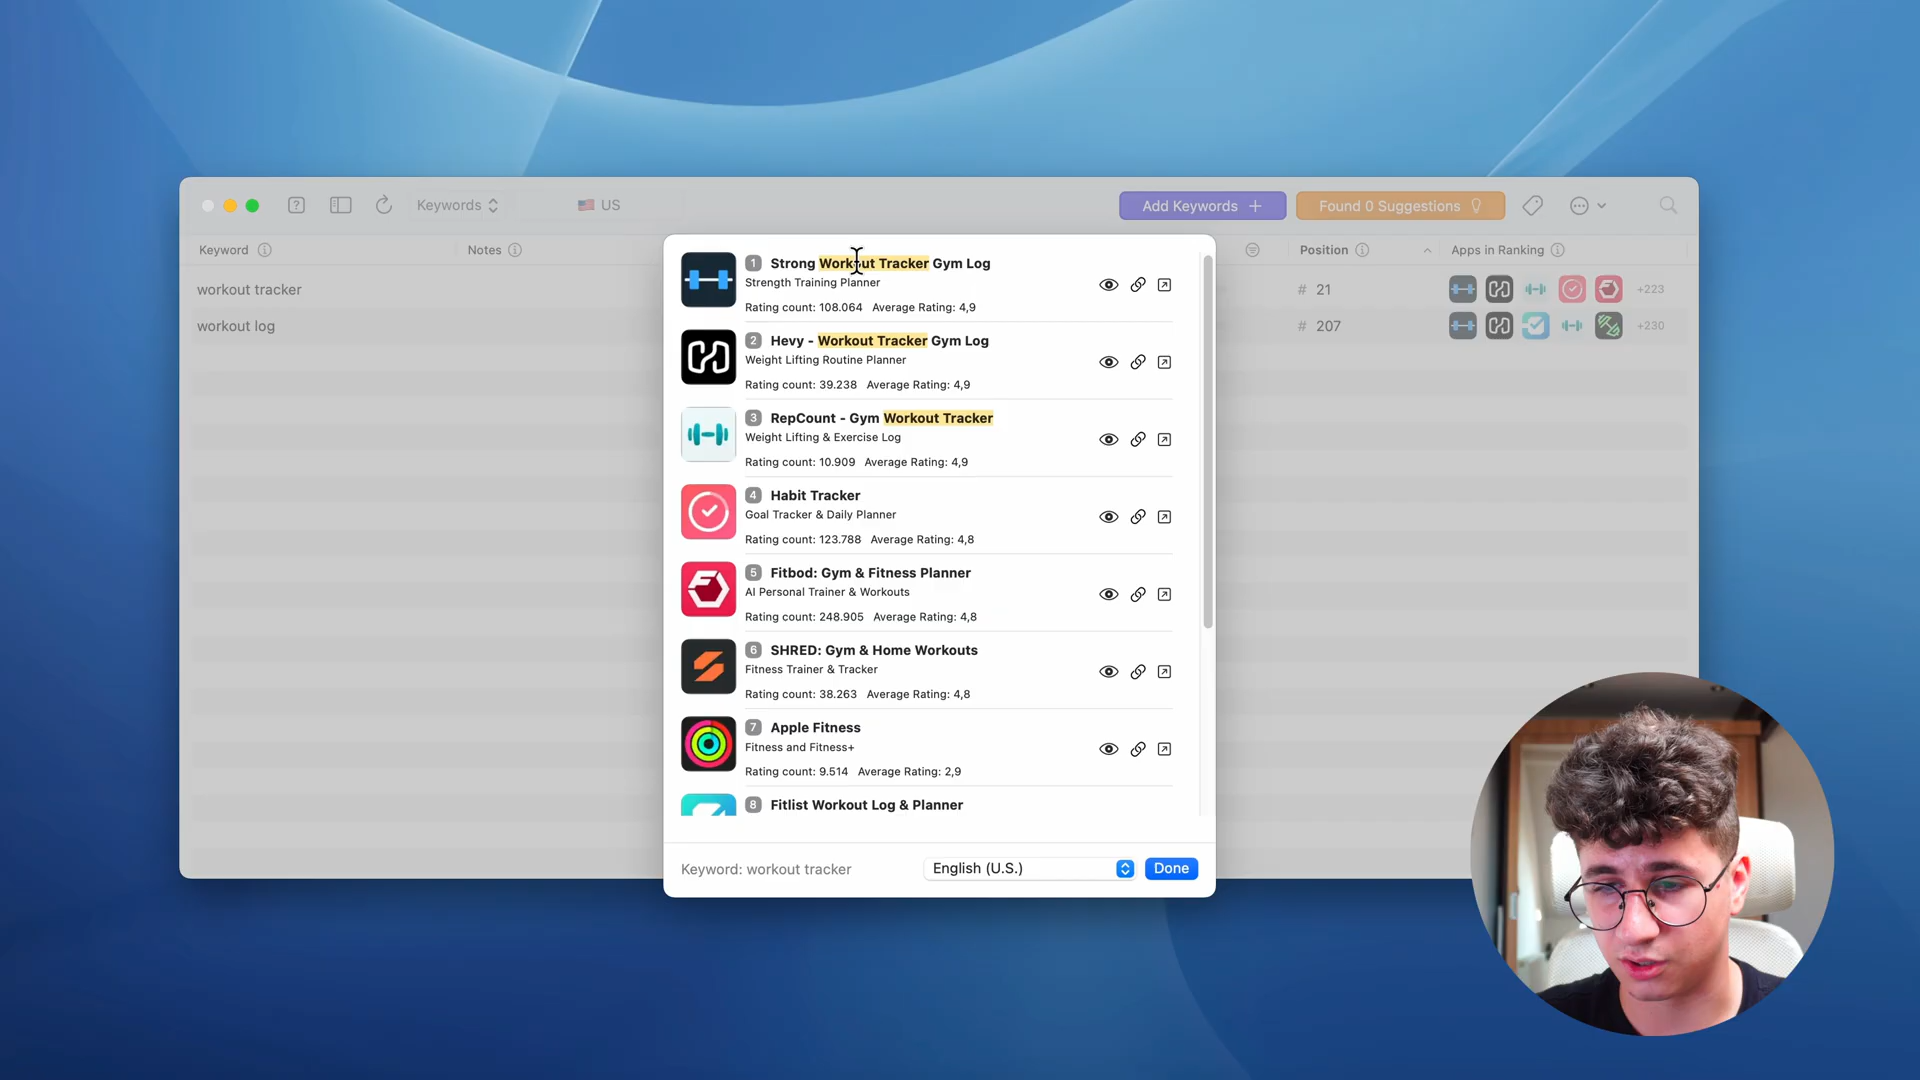 Keywords
US
Add Keywords +
Found 0 Suggestions
Keyword
Notes
Position
Apps in Ranking
workout tracker
# 21
+223
workout log
# 207
+230
1 Strong Workout Tracker Gym Log
Strength Training Planner
Rating count: 108.064 Average Rating: 4,9
2 Hevy - Workout Tracker Gym Log
Weight Lifting Routine Planner
Rating count: 39.238 Average Rating: 4,9
3 RepCount - Gym Workout Tracker
Weight Lifting & Exercise Log
Rating count: 10.909 Average Rating: 4,9
4 Habit Tracker
Goal Tracker & Daily Planner
Rating count: 123.788 Average Rating: 4,8
5 Fitbod: Gym & Fitness Planner
AI Personal Trainer & Workouts
Rating count: 248.905 Average Rating: 4,8
6 SHRED: Gym & Home Workouts
Fitness Trainer & Tracker
Rating count: 38.263 Average Rating: 4,8
7 Apple Fitness
Fitness and Fitness+
Rating count: 9.514 Average Rating: 2,9
8 Fitlist Workout Log & Planner
Keyword: workout tracker
English (U.S.)
Done